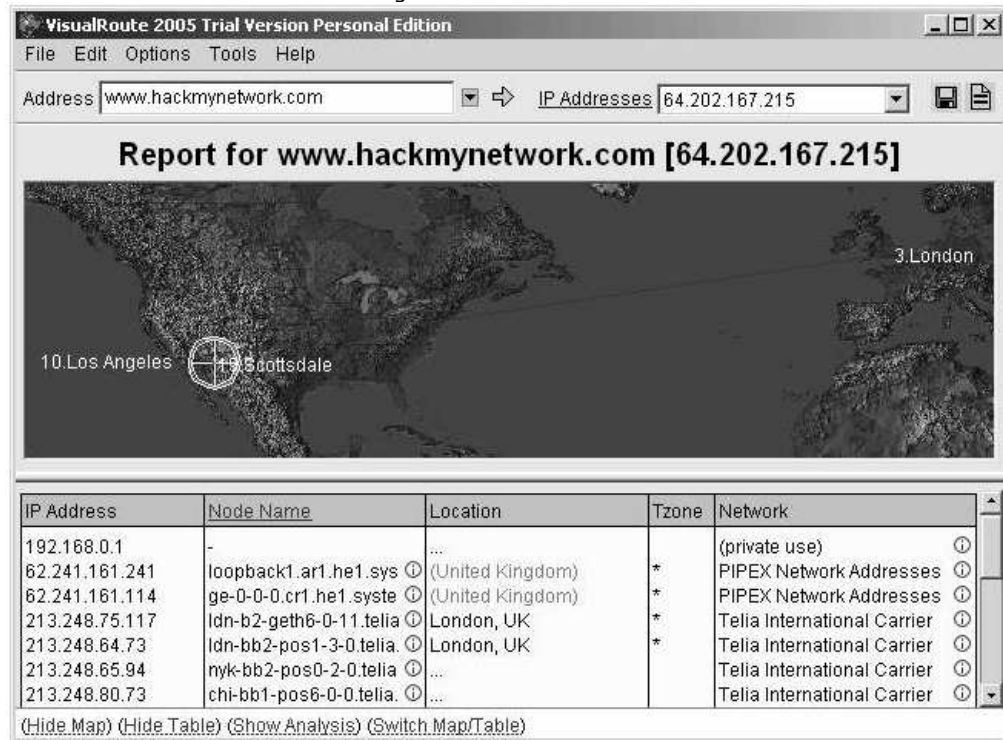 VisualRoute 2005 Trial Version Personal Edition
File Edit Options Tools Help
Address www.hackmynetwork.com IP Addresses 64.202.167.215
Report for www.hackmynetwork.com [64.202.167.215]
3.London
10.Los Angeles Scottsdale
IP Address Node Name Location Tzone Network
192.168.0.1 - ... (private use)
62.241.161.241 loopback1.ar1.he1.sys (United Kingdom) * PIPEX Network Addresses
62.241.161.114 ge-0-0-0.cr1.he1.syste (United Kingdom) * PIPEX Network Addresses
213.248.75.117 ldn-b2-geth6-0-11.telia London, UK * Telia International Carrier
213.248.64.73 ldn-bb2-pos1-3-0.telia. London, UK * Telia International Carrier
213.248.65.94 nyk-bb2-pos0-2-0.telia. ... Telia International Carrier
213.248.80.73 chi-bb1-pos6-0-0.telia. ... Telia International Carrier
(Hide Map) (Hide Table) (Show Analysis) (Switch Map/Table)